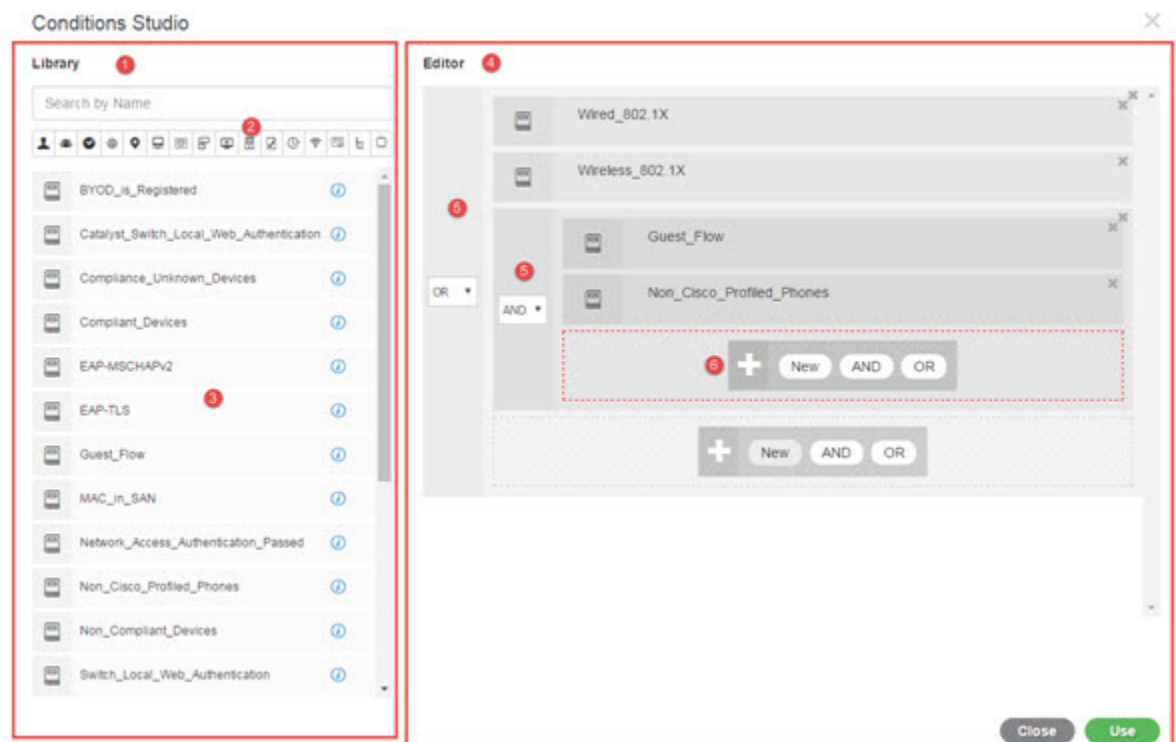 Conditions Studio
Library 1
Search by Name
2
BYOD_is_Registered
Catalyst_Switch_Local_Web_Authentication
Compliance_Unknown_Devices
Compliant_Devices
EAP-MSCHAPv2
3
EAP-TLS
Guest_Flow
MAC_in_SAN
Network_Access_Authentication_Passed
Non_Cisco_Profiled_Phones
Non_Compliant_Devices
Switch_Local_Web_Authentication
Editor 4
Wired_802.1X
Wireless_802.1X
5
OR
5
AND
Guest_Flow
Non_Cisco_Profiled_Phones
6 New AND OR
New AND OR
Close Use